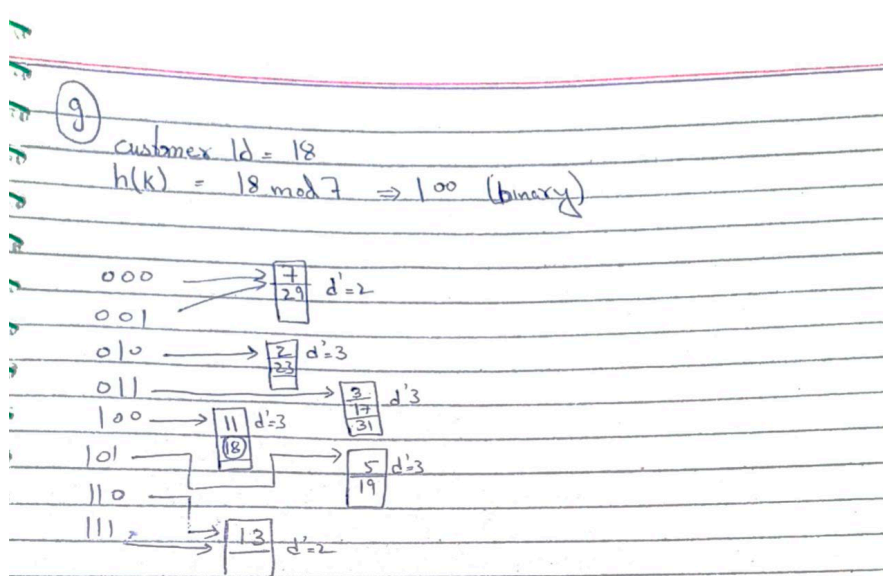 g
customer Id = 18
h(k) = 18 mod 7 ⇒ 100 (binary)
000 → 7
29 d'=2
001
010 → 2 d'=3
23
011 → 3 d'3
17
31
100 → 11 d'=3
18
101 → 5 d'=3
19
110
111 → 13 d'=2